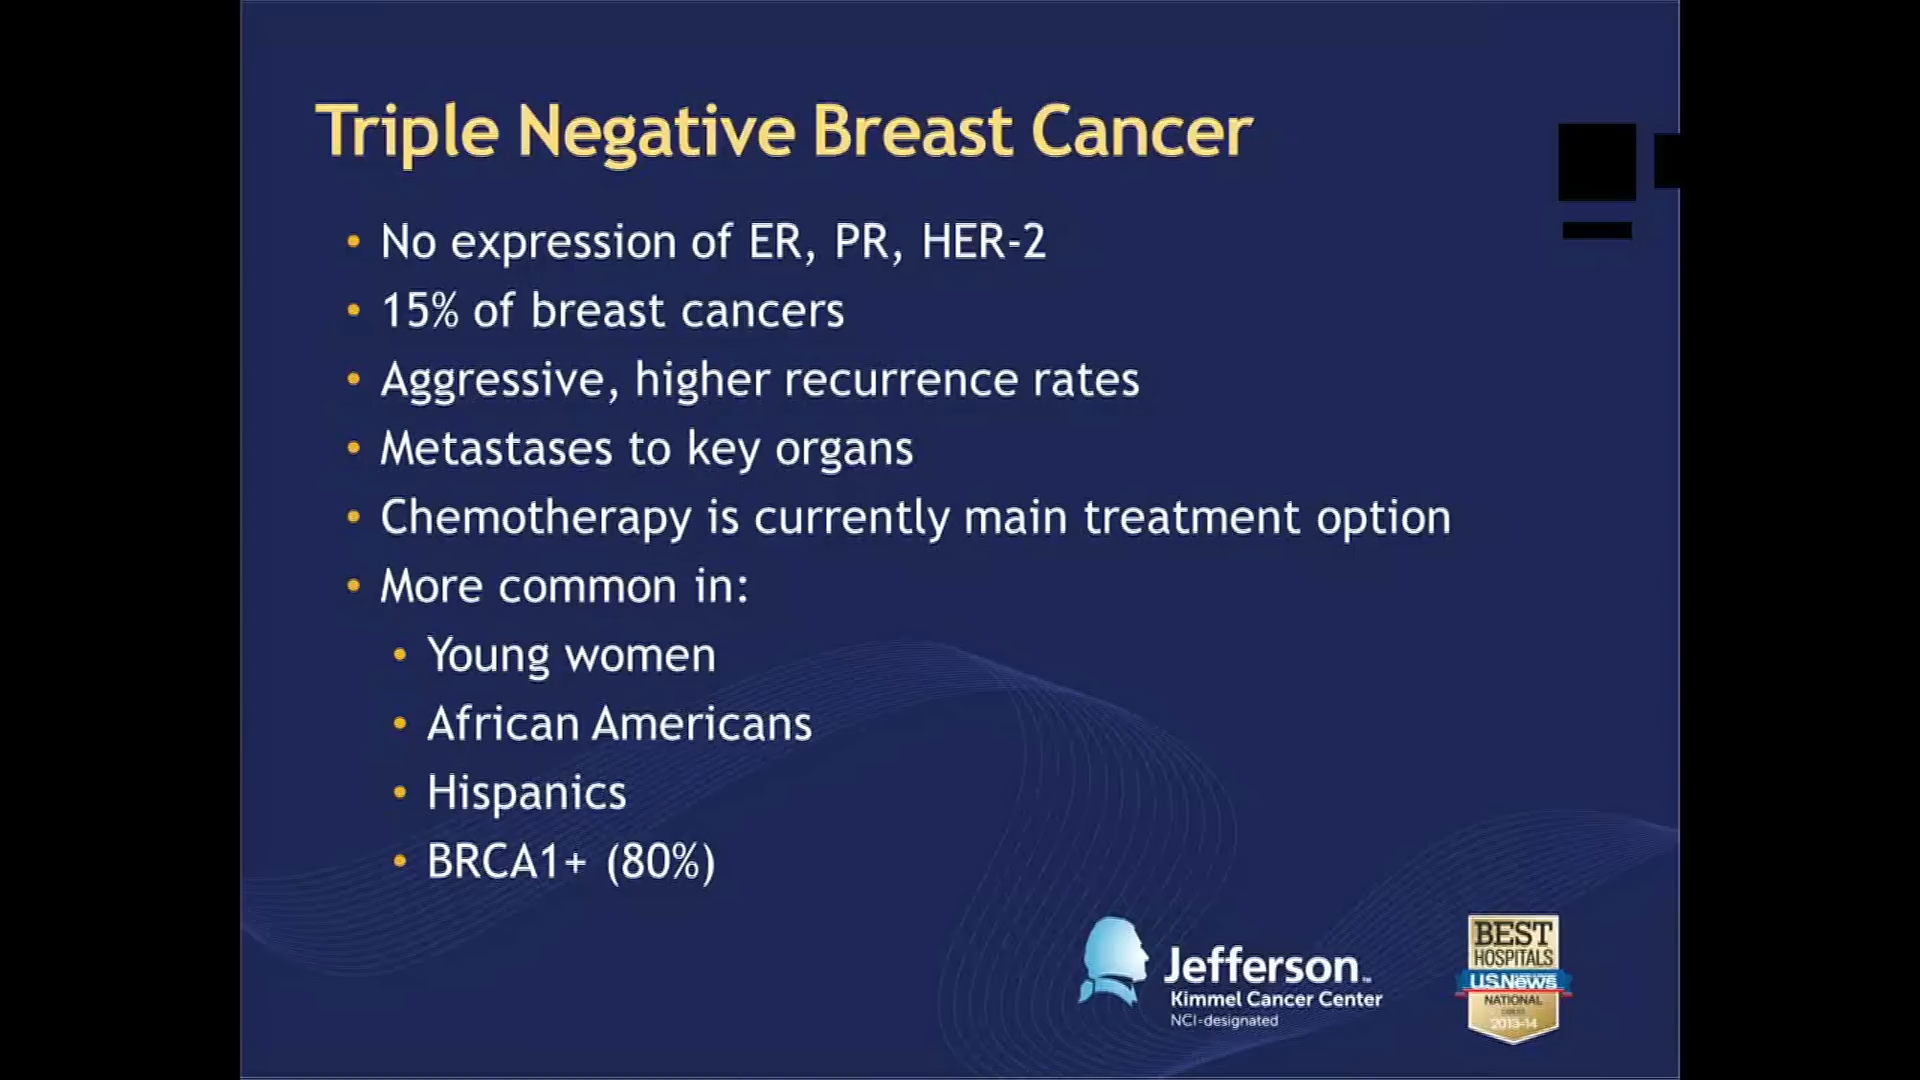 Triple Negative Breast Cancer
• No expression of ER, PR, HER-2
• 15% of breast cancers
• Aggressive, higher recurrence rates
• Metastases to key organs
• Chemotherapy is currently main treatment option
• More common in:
• Young women
• African Americans
• Hispanics
• BRCA1+ (80%)
Jefferson™
Kimmel Cancer Center
NCI-designated
BEST
HOSPITALS
U.S.News
NATIONAL
2013-14